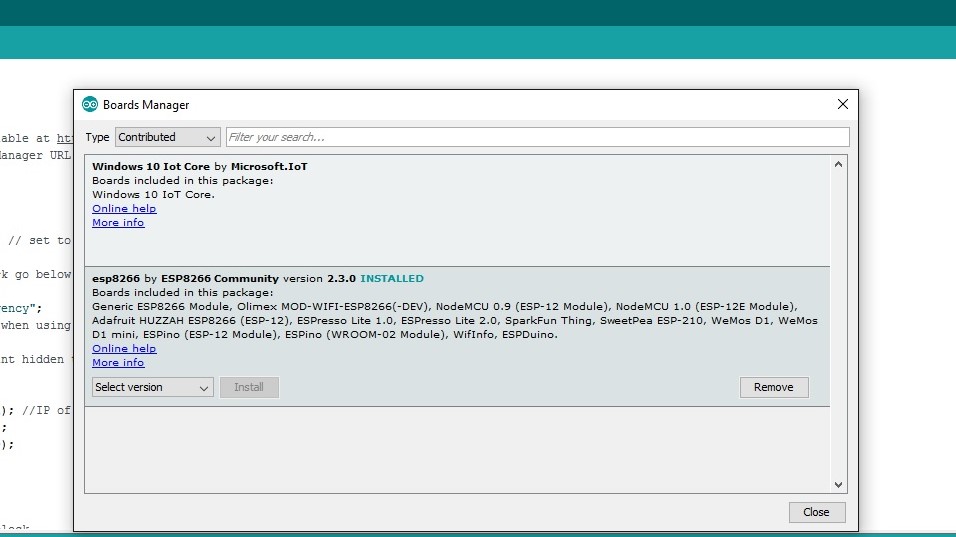 Boards Manager
Type Contributed Filter your search...
able at ht
Manager URL
Windows 10 Iot Core by Microsoft.IoT
Boards included in this package:
Windows 10 IoT Core.
Online help
More info
// set to
k go below
esp8266 by ESP8266 Community version 2.3.0 INSTALLED
Boards included in this package:
Generic ESP8266 Module, Olimex MOD-WIFI-ESP8266(-DEV), NodeMCU 0.9 (ESP-12 Module), NodeMCU 1.0 (ESP-12E Module),
ency";
Adafruit HUZZAH ESP8266 (ESP-12), ESPresso Lite 1.0, ESPresso Lite 2.0, SparkFun Thing, SweetPea ESP-210, WeMos D1, WeMos
when using
D1 mini, ESPino (ESP-12 Module), ESPino (WROOM-02 Module), WifInfo, ESPDuino.
Online help
nt hidden
More info
Select version Install Remove
); //IP of
;
);
Close